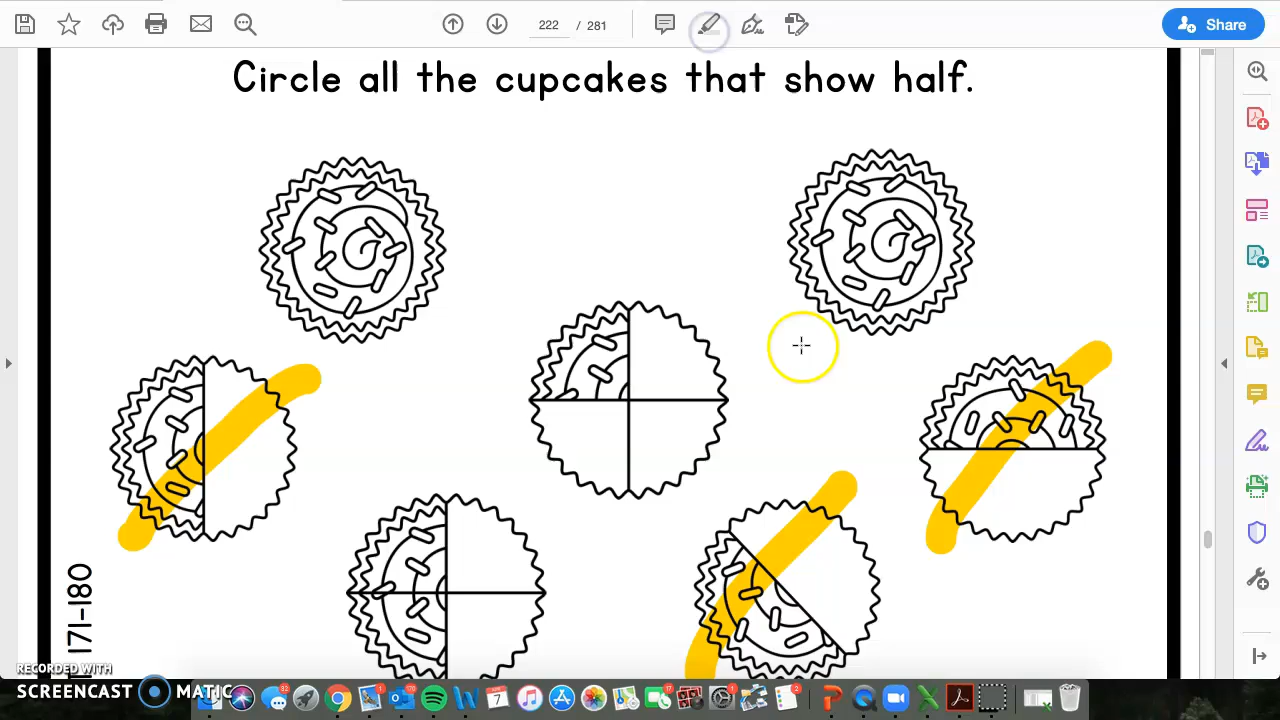 222 / 281
Share
Circle all the cupcakes that show half.
171-180
RECORDED WITH
SCREENCAST MATIC